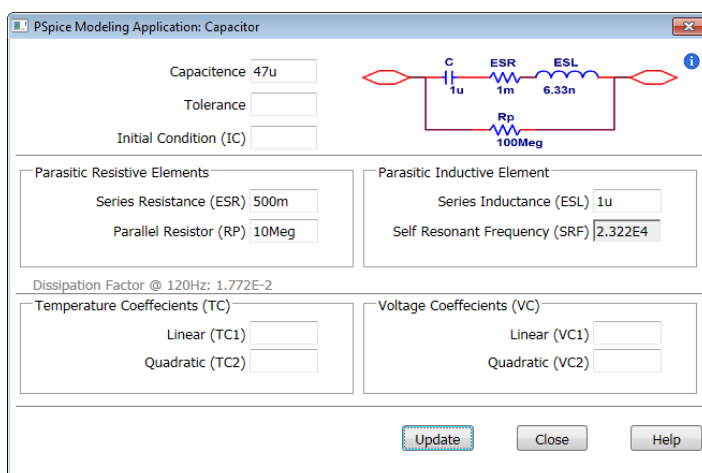 PSpice Modeling Application: Capacitor
Capacitence 47u
Tolerance
Initial Condition (IC)
C ESR ESL
1u 1m 6.33n
Rp
100Meg
i
Parasitic Resistive Elements
Series Resistance (ESR) 500m
Parallel Resistor (RP) 10Meg
Parasitic Inductive Element
Series Inductance (ESL) 1u
Self Resonant Frequency (SRF) 2.322E4
Dissipation Factor @ 120Hz: 1.772E-2
Temperature Coeffecients (TC)
Linear (TC1)
Quadratic (TC2)
Voltage Coeffecients (VC)
Linear (VC1)
Quadratic (VC2)
Update Close Help